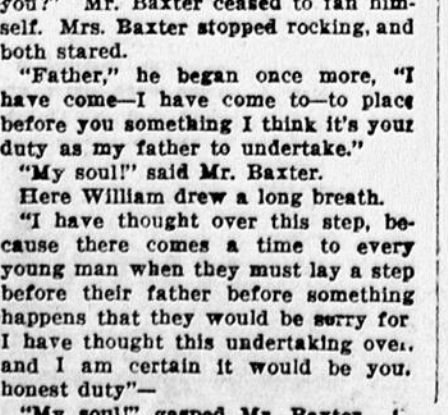 you?" Mr. Baxter ceased to fan him-
self. Mrs. Baxter stopped rocking, and
both stared.
"Father," he began once more, "I
have come—I have come to—to place
before you something I think it's your
duty as my father to undertake."
"My soul!" said Mr. Baxter.
Here William drew a long breath.
"I have thought over this step, be-
cause there comes a time to every
young man when they must lay a step
before their father before something
happens that they would be sorry for
I have thought this undertaking over.
and I am certain it would be you.
honest duty"—
"My soul!" gasped Mr. Baxter